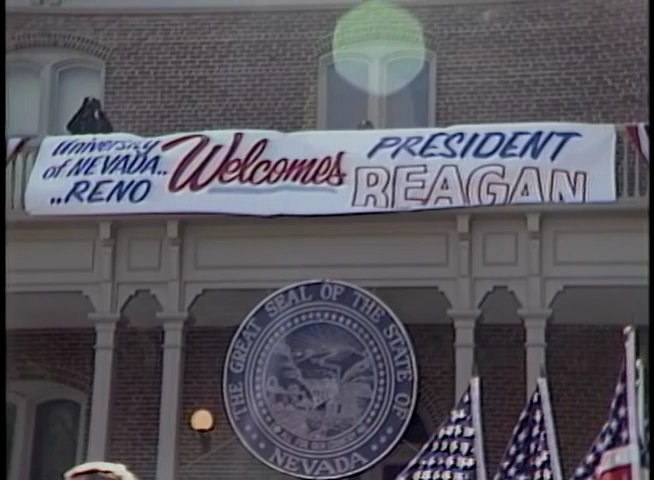 University
of NEVADA..
..RENO
Welcomes
PRESIDENT
REAGAN
THE GREAT SEAL OF THE STATE OF
NEVADA